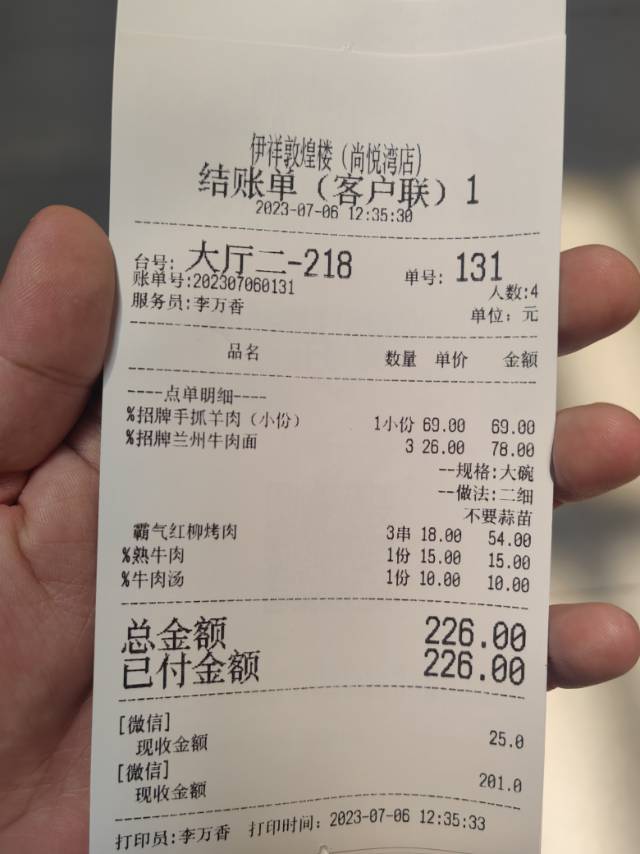 伊祥敦煌楼（尚悦湾店）
结账单（客户联）1
2023-07-06 12:35:30
台号: 大厅二-218 单号: 131
账单号:202307060131 人数:4
服务员:李万香 单位: 元
品名 数量 单价 金额
----点单明细----
%招牌手抓羊肉（小份） 1小份 69.00 69.00
%招牌兰州牛肉面 3 26.00 78.00
--规格:大碗
--做法:二细
不要蒜苗
霸气红柳烤肉 3串 18.00 54.00
%熟牛肉 1份 15.00 15.00
%牛肉汤 1份 10.00 10.00
总金额 226.00
已付金额 226.00
[微信]
现收金额 25.0
[微信]
现收金额 201.0
打印员:李万香 打印时间: 2023-07-06 12:35:33